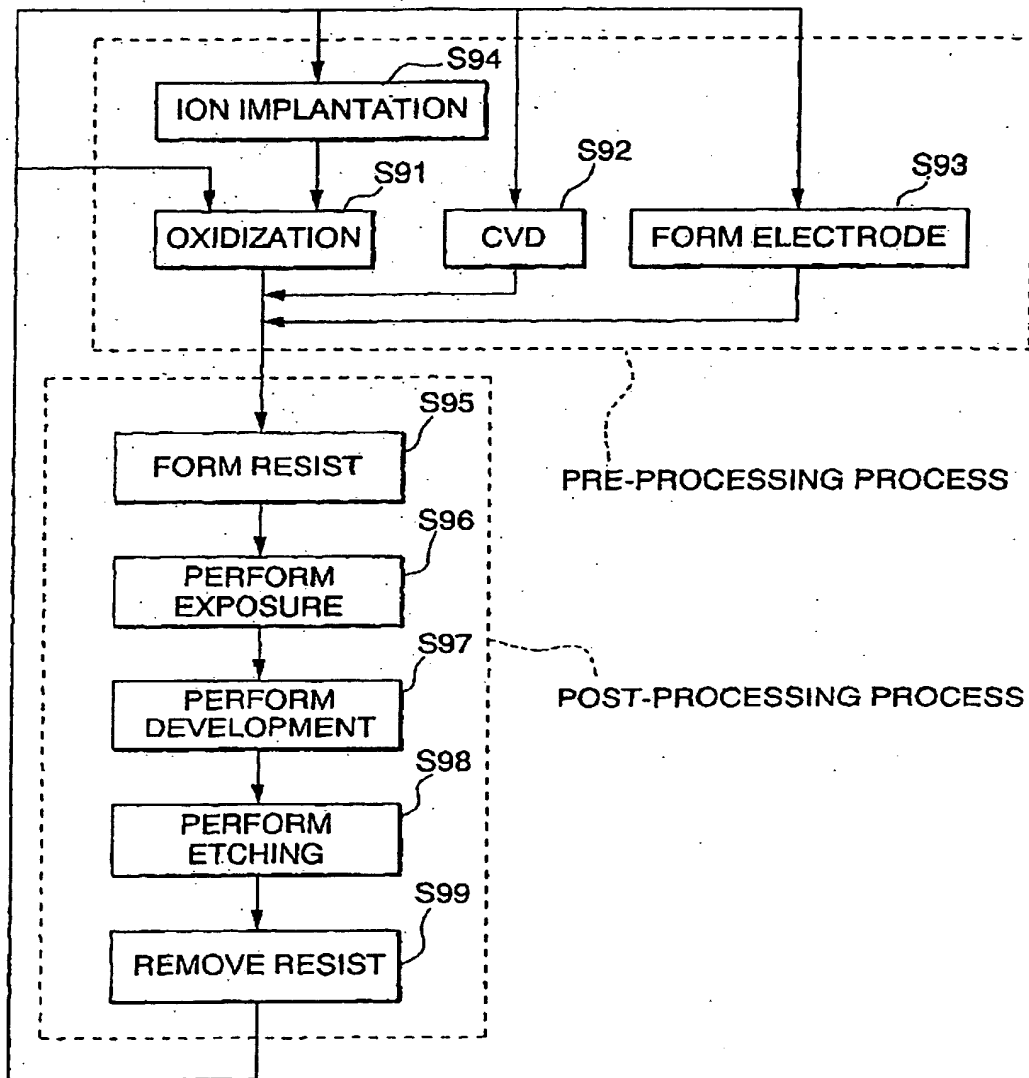 S94
ION IMPLANTATION
S91
S92
S93
OXIDIZATION
CVD
FORM ELECTRODE
S95
FORM RESIST
PRE-PROCESSING PROCESS
S96
PERFORM
EXPOSURE
S97
PERFORM
DEVELOPMENT
POST-PROCESSING PROCESS
S98
PERFORM
ETCHING
S99
REMOVE RESIST